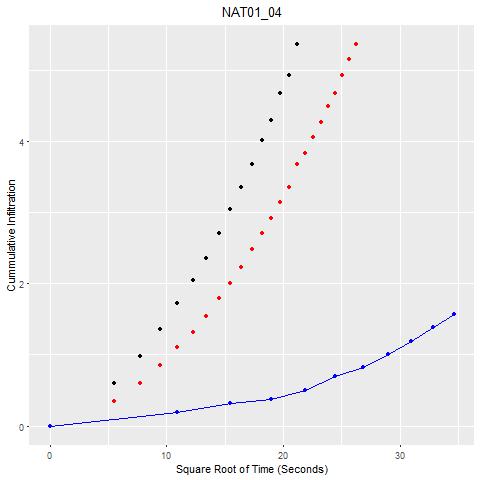 NAT01_04
4
2
0
Cummulative Infiltration
0 10 20 30
Square Root of Time (Seconds)